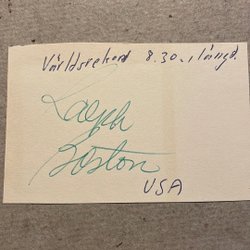 Världsrekord 8.30. i längd.
Ralph
Boston
USA